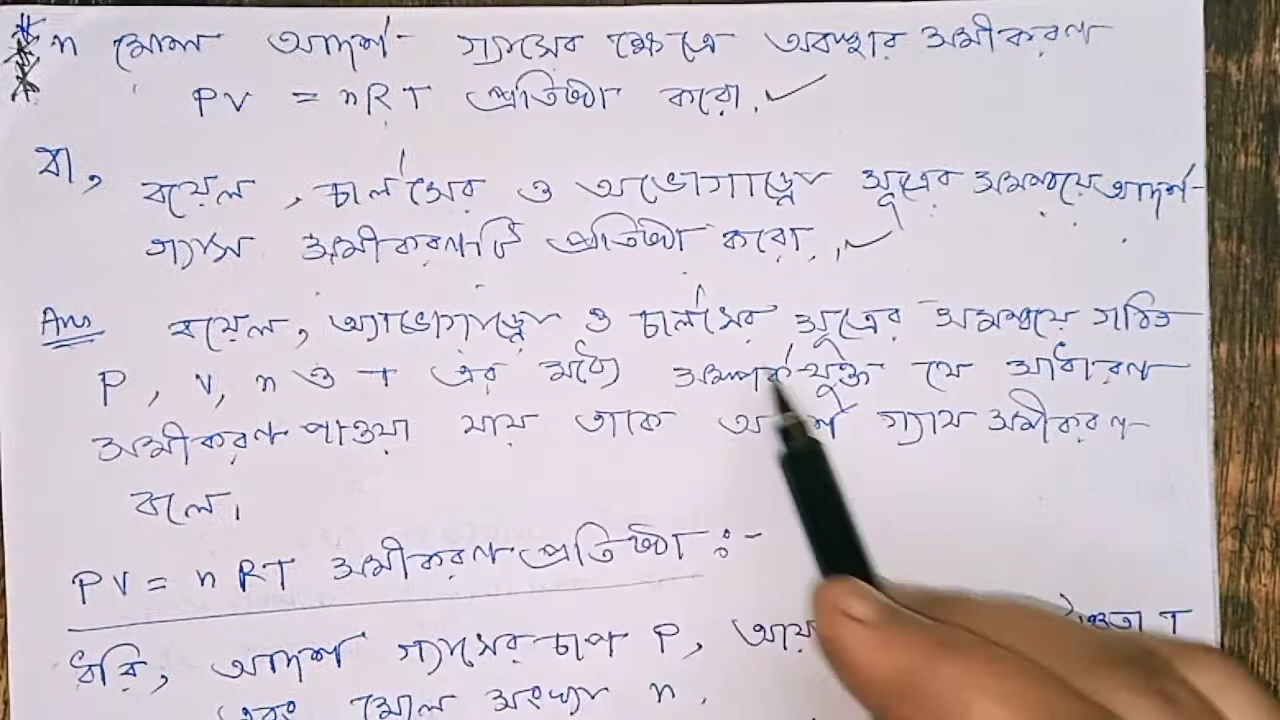 n মোল আদর্শ গ্যাসের ক্ষেত্রে অবস্থার সমীকরণ
PV = nRT প্রতিষ্ঠা করো.
বা,
বয়েল, চার্লসের ও অ্যাভোগাড্রো সূত্রের সমন্বয়ে আদর্শ
গ্যাস সমীকরণটি প্রতিষ্ঠা করো.
Ans বয়েল, অ্যাভোগাড্রো ও চার্লসের সূত্রের সমন্বয়ে গঠিত
P, V, n ও T এর মধ্যে সম্পর্কযুক্ত যে সাধারণ
সমীকরণ পাওয়া যায় তাকে গ্যাস সমীকরণ
বলে।
PV = nRT সমীকরণ প্রতিষ্ঠা :-
ধরি, আদর্শ গ্যাসের চাপ P, T
এবং মোল সংখ্যা n,